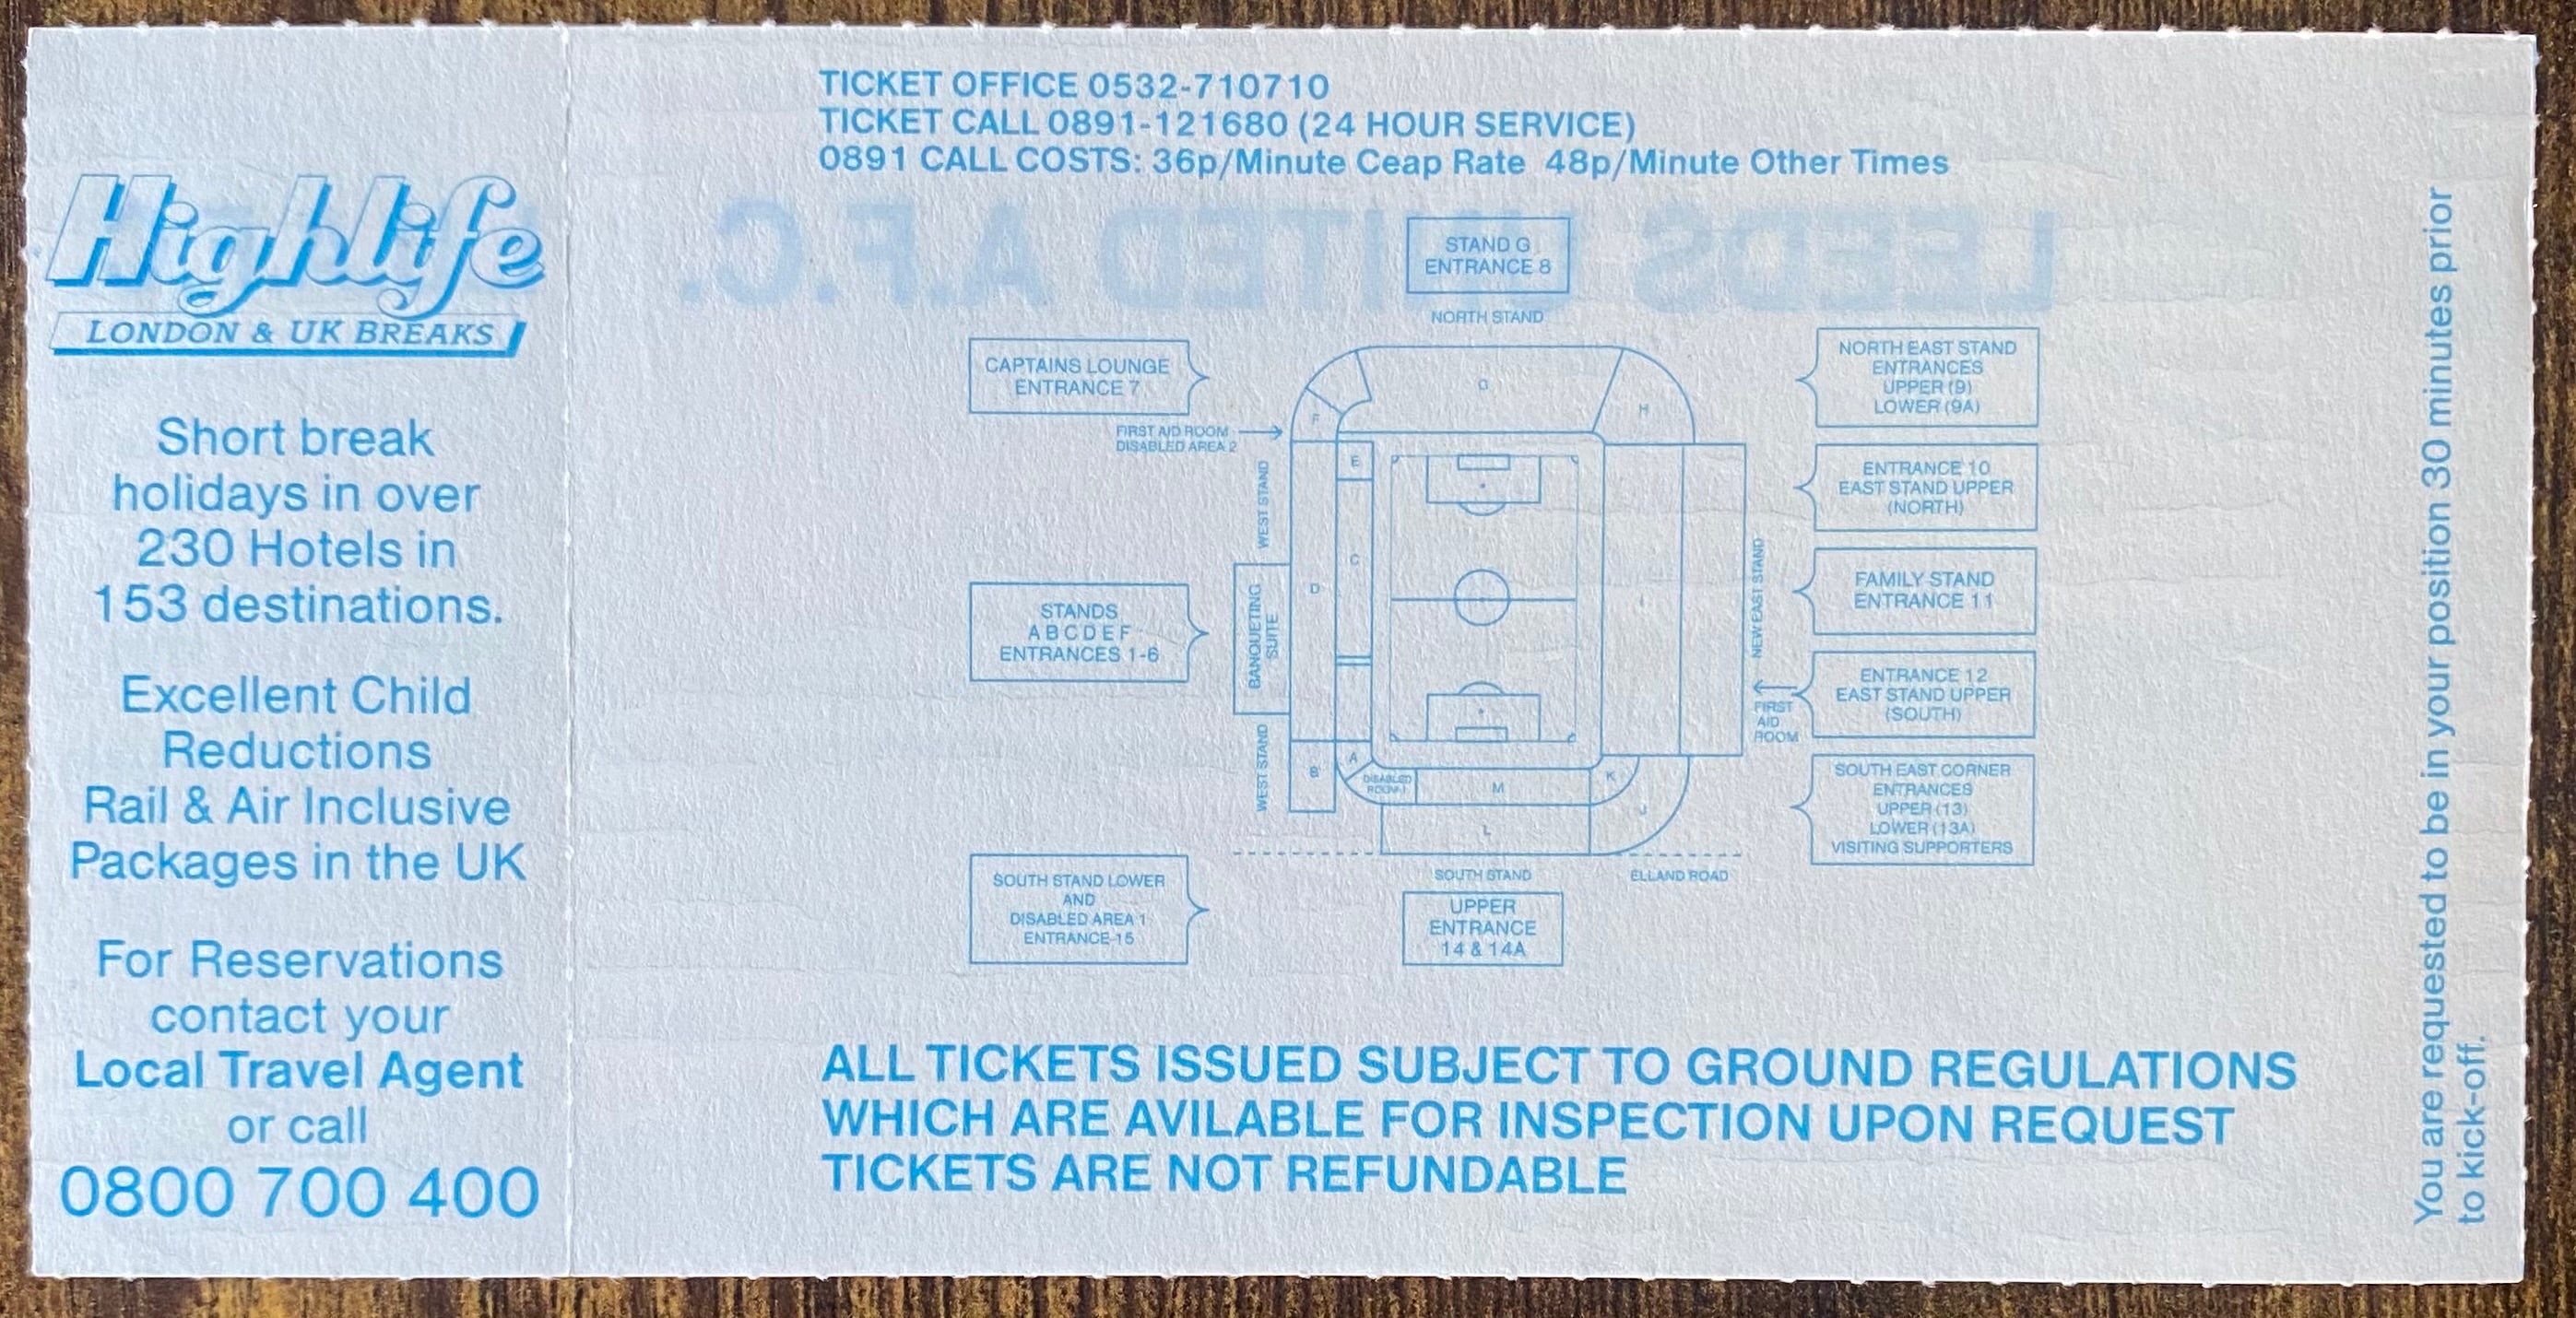 Highlife
LONDON & UK BREAKS
Short break
holidays in over
230 Hotels in
153 destinations.
Excellent Child
Reductions
Rail & Air Inclusive
Packages in the UK
For Reservations
contact your
Local Travel Agent
or call
0800 700 400
TICKET OFFICE 0532-710710
TICKET CALL 0891-121680 (24 HOUR SERVICE)
0891 CALL COSTS: 36p/Minute Ceap Rate 48p/Minute Other Times
LEEDS UNITED A.F.C.
STAND G
ENTRANCE 8
NORTH STAND
CAPTAINS LOUNGE
ENTRANCE 7
FIRST AID ROOM
DISABLED AREA 2
WEST STAND
STANDS
A B C D E F
ENTRANCES 1-6
BANQUETING
SUITE
WEST STAND
SOUTH STAND LOWER
AND
DISABLED AREA 1
ENTRANCE 15
G
H
F
E
C
D
I
B
A
DISABLED
ROOM 1
M
K
L
J
SOUTH STAND
ELLAND ROAD
UPPER
ENTRANCE
14 & 14A
NEW EAST STAND
FIRST
AID
ROOM
NORTH EAST STAND
ENTRANCES
UPPER (9)
LOWER (9A)
ENTRANCE 10
EAST STAND UPPER
(NORTH)
FAMILY STAND
ENTRANCE 11
ENTRANCE 12
EAST STAND UPPER
(SOUTH)
SOUTH EAST CORNER
ENTRANCES
UPPER (13)
LOWER (13A)
VISITING SUPPORTERS
ALL TICKETS ISSUED SUBJECT TO GROUND REGULATIONS
WHICH ARE AVILABLE FOR INSPECTION UPON REQUEST
TICKETS ARE NOT REFUNDABLE
You are requested to be in your position 30 minutes prior
to kick-off.